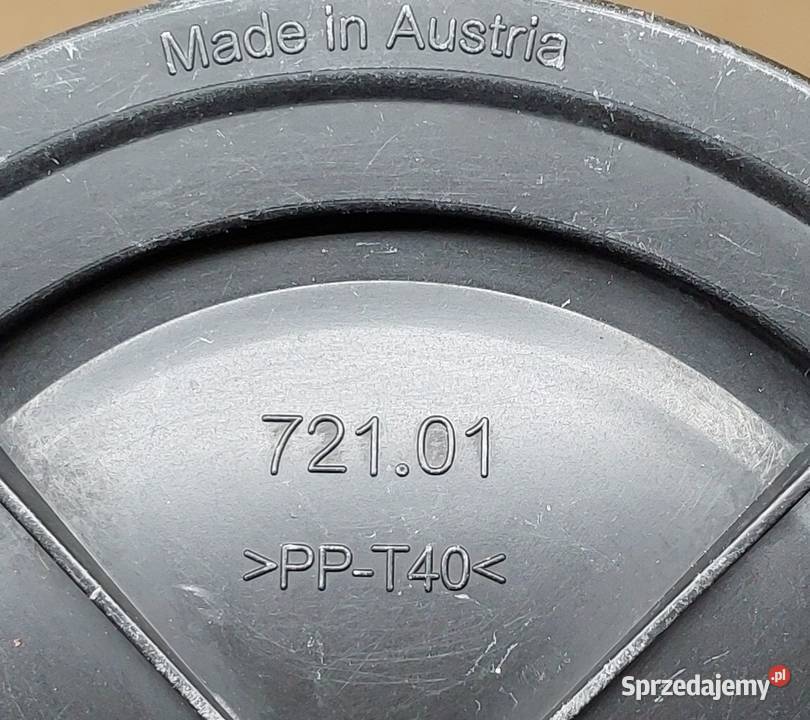 Made in Austria
721.01
>PP-T40<
Sprzedajemy.pl